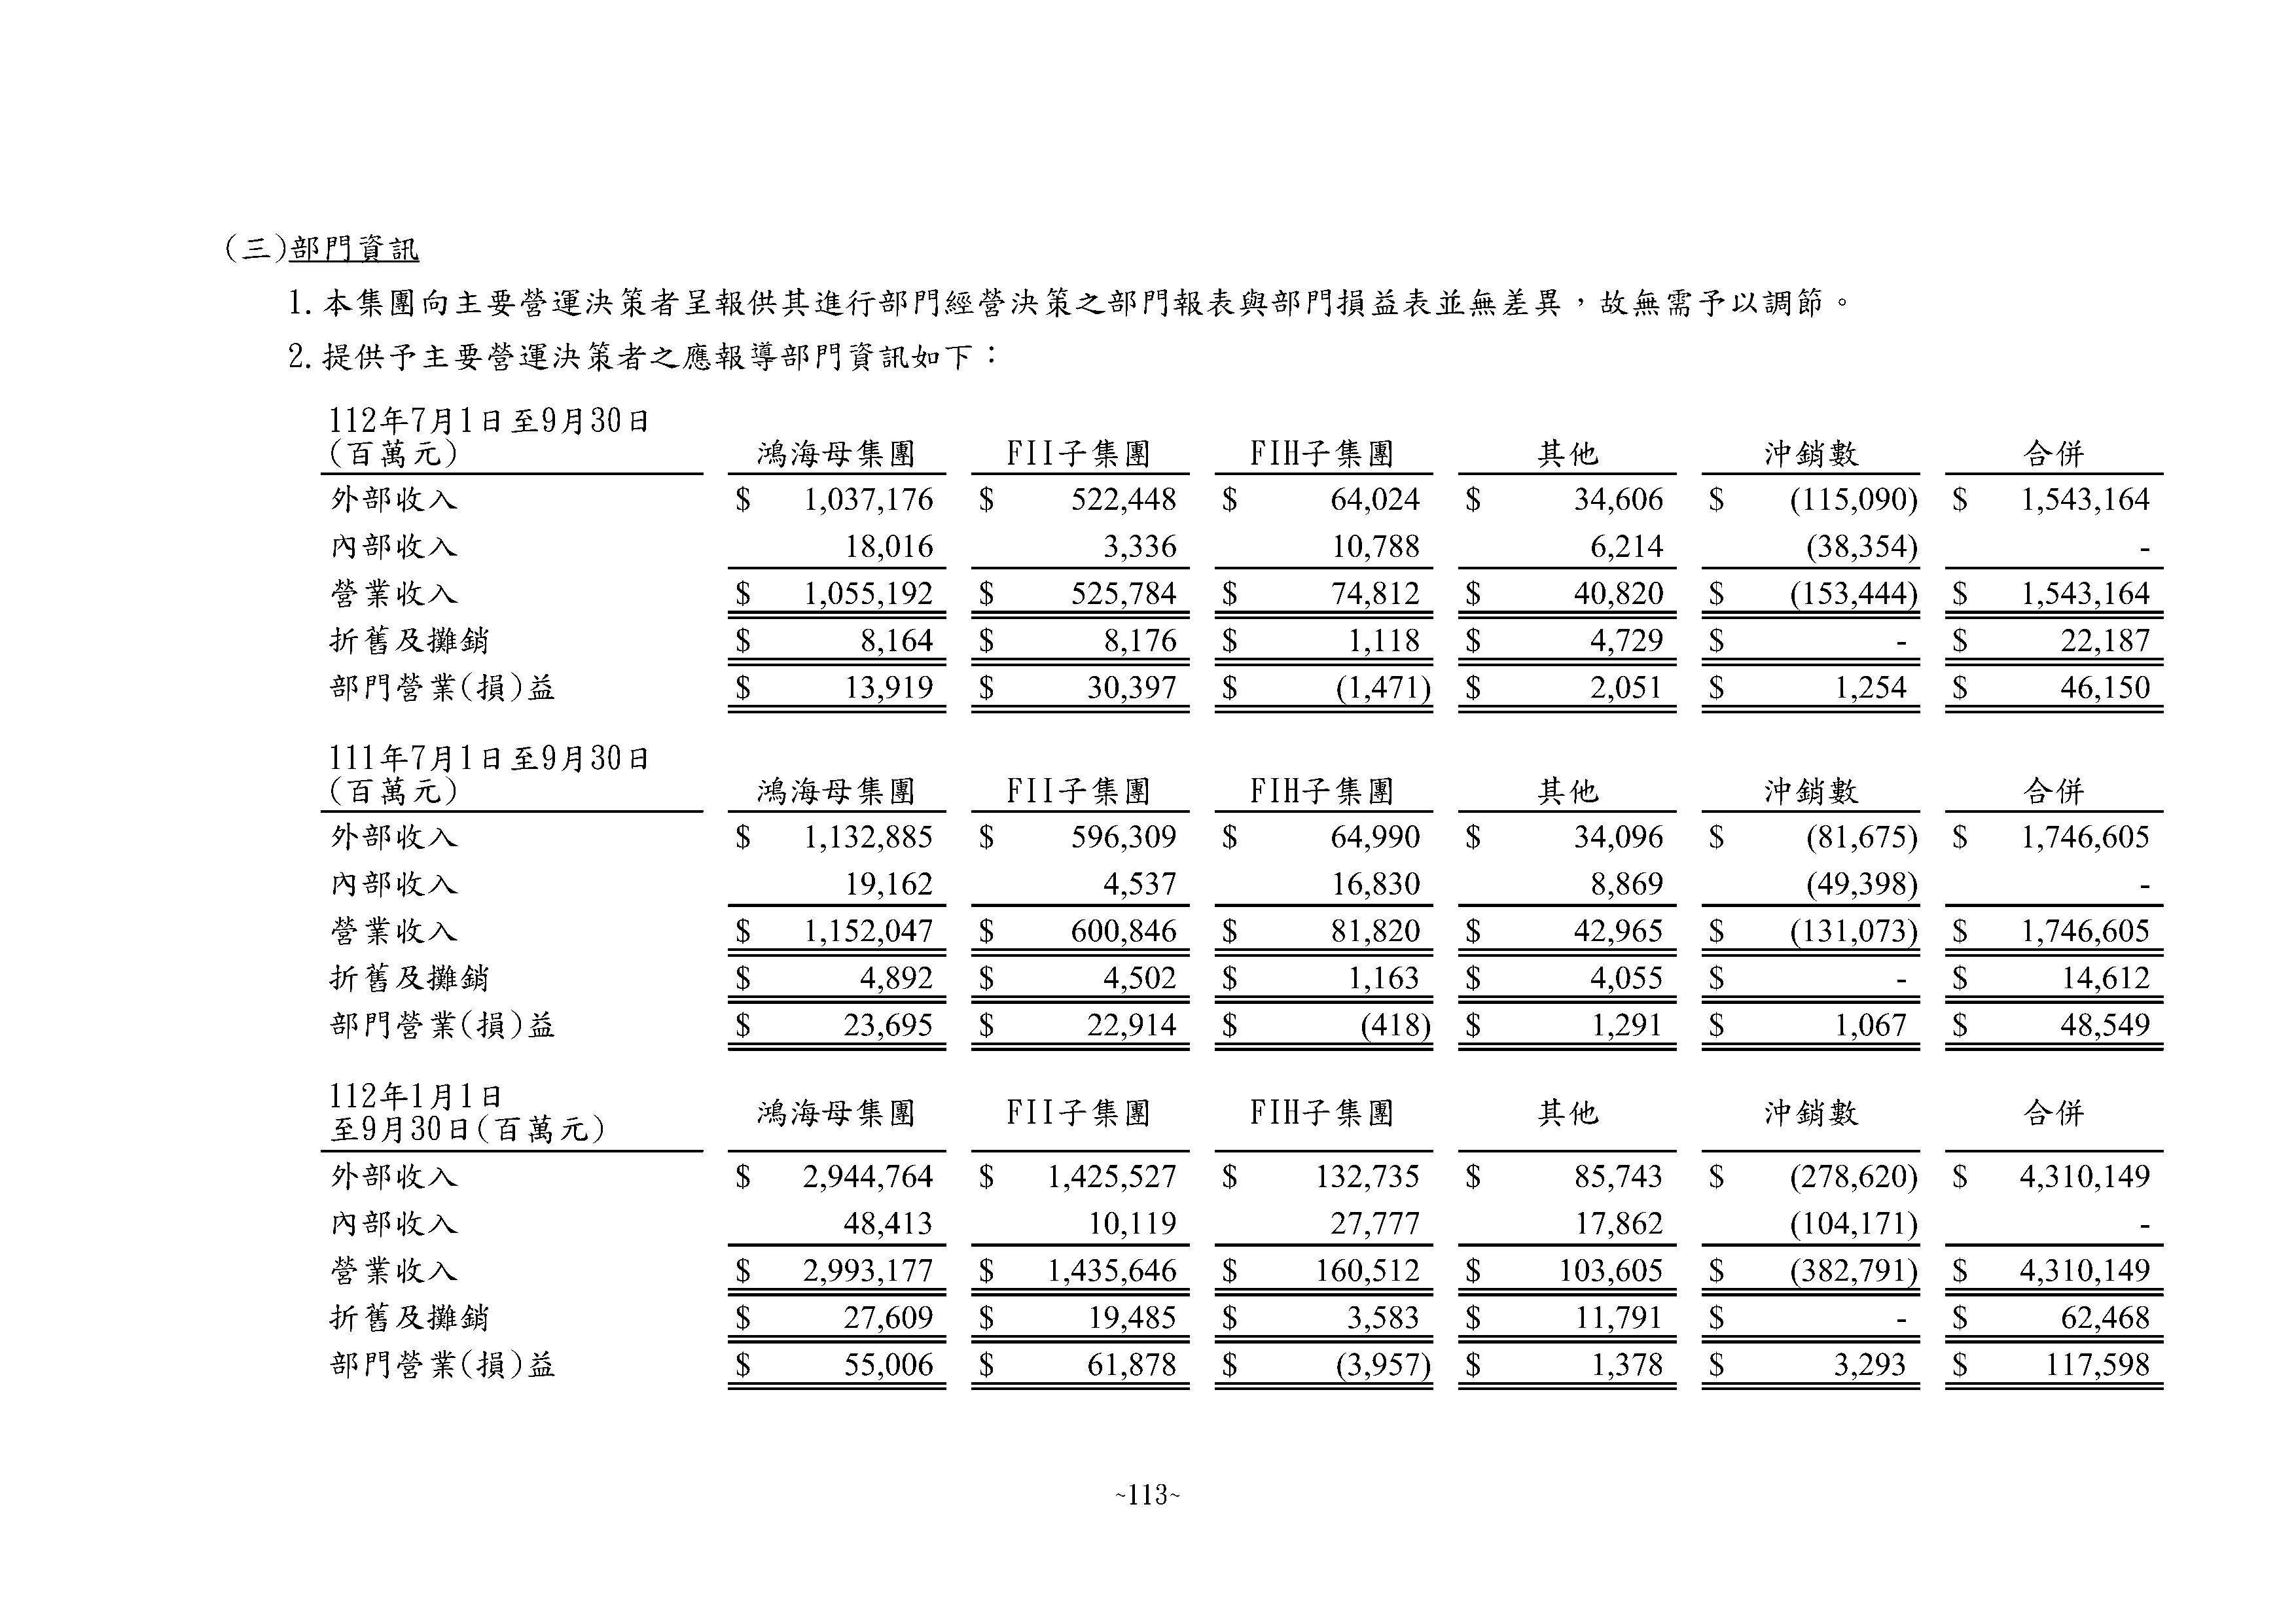 (三)部門資訊
1.本集團向主要營運決策者呈報供其進行部門經營決策之部門報表與部門損益表並無差異，故無需予以調節。
2.提供予主要營運決策者之應報導部門資訊如下：
112年7月1日至9月30日
(百萬元) 鴻海母集團 FII子集團 FIH子集團 其他 沖銷數 合併
外部收入 $ 1,037,176 $ 522,448 $ 64,024 $ 34,606 $ (115,090) $ 1,543,164
內部收入 18,016 3,336 10,788 6,214 (38,354) -
營業收入 $ 1,055,192 $ 525,784 $ 74,812 $ 40,820 $ (153,444) $ 1,543,164
折舊及攤銷 $ 8,164 $ 8,176 $ 1,118 $ 4,729 $ - $ 22,187
部門營業(損)益 $ 13,919 $ 30,397 $ (1,471) $ 2,051 $ 1,254 $ 46,150
111年7月1日至9月30日
(百萬元) 鴻海母集團 FII子集團 FIH子集團 其他 沖銷數 合併
外部收入 $ 1,132,885 $ 596,309 $ 64,990 $ 34,096 $ (81,675) $ 1,746,605
內部收入 19,162 4,537 16,830 8,869 (49,398) -
營業收入 $ 1,152,047 $ 600,846 $ 81,820 $ 42,965 $ (131,073) $ 1,746,605
折舊及攤銷 $ 4,892 $ 4,502 $ 1,163 $ 4,055 $ - $ 14,612
部門營業(損)益 $ 23,695 $ 22,914 $ (418) $ 1,291 $ 1,067 $ 48,549
112年1月1日
至9月30日(百萬元) 鴻海母集團 FII子集團 FIH子集團 其他 沖銷數 合併
外部收入 $ 2,944,764 $ 1,425,527 $ 132,735 $ 85,743 $ (278,620) $ 4,310,149
內部收入 48,413 10,119 27,777 17,862 (104,171) -
營業收入 $ 2,993,177 $ 1,435,646 $ 160,512 $ 103,605 $ (382,791) $ 4,310,149
折舊及攤銷 $ 27,609 $ 19,485 $ 3,583 $ 11,791 $ - $ 62,468
部門營業(損)益 $ 55,006 $ 61,878 $ (3,957) $ 1,378 $ 3,293 $ 117,598
~113~